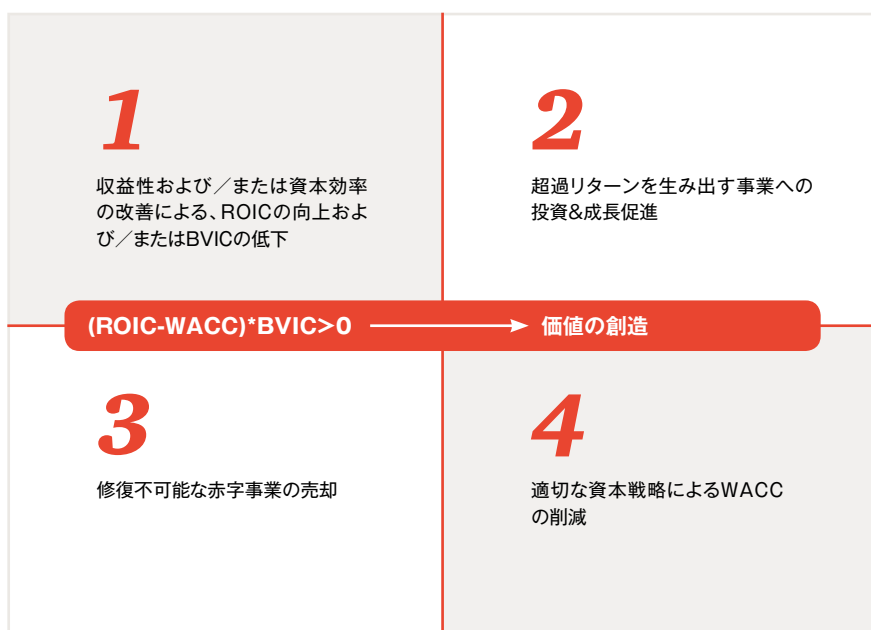 1
収益性および／または資本効率
の改善による、ROICの向上およ
び／またはBVICの低下
2
超過リターンを生み出す事業への
投資&成長促進
(ROIC-WACC)*BVIC>0
価値の創造
3
修復不可能な赤字事業の売却
4
適切な資本戦略によるWACC
の削減